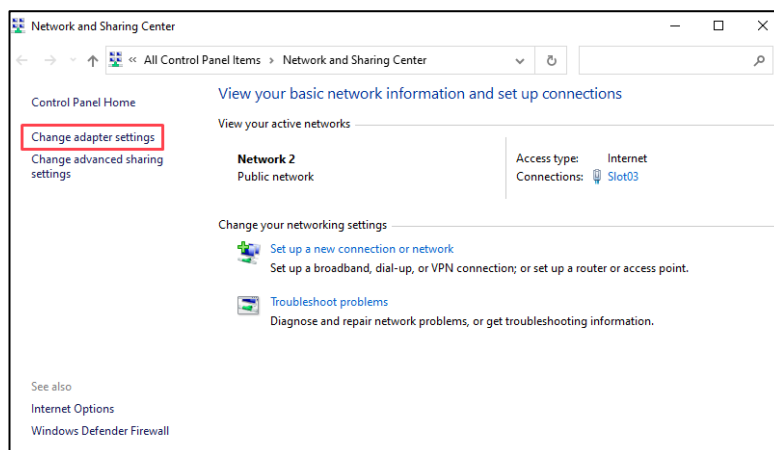 Network and Sharing Center
« All Control Panel Items › Network and Sharing Center
Control Panel Home
Change adapter settings
Change advanced sharing
settings
View your basic network information and set up connections
View your active networks
Network 2
Public network
Access type: Internet
Connections: Slot03
Change your networking settings
Set up a new connection or network
Set up a broadband, dial-up, or VPN connection; or set up a router or access point.
Troubleshoot problems
Diagnose and repair network problems, or get troubleshooting information.
See also
Internet Options
Windows Defender Firewall